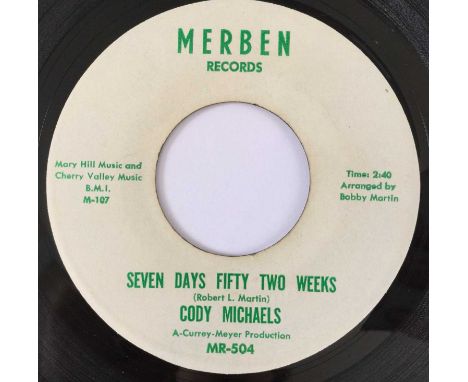 MERBEN
RECORDS
Mary Hill Music and
Cherry Valley Music
B.M.I.
M-107
Time: 2:40
Arranged by
Bobby Martin
SEVEN DAYS FIFTY TWO WEEKS
(Robert L. Martin)
CODY MICHAELS
A-Currey-Meyer Production
MR-504